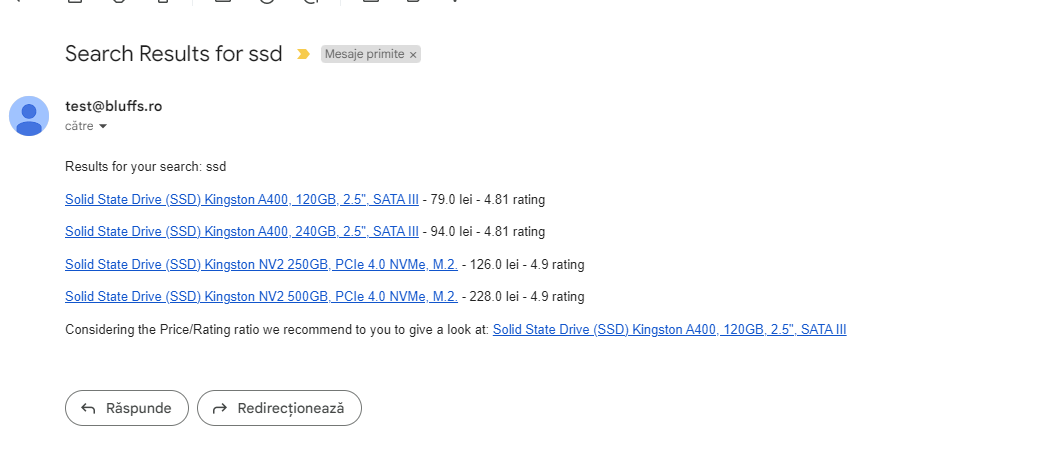 Search Results for ssd Mesaje primite ×
test@bluffs.ro
către
Results for your search: ssd
Solid State Drive (SSD) Kingston A400, 120GB, 2.5", SATA III - 79.0 lei - 4.81 rating
Solid State Drive (SSD) Kingston A400, 240GB, 2.5", SATA III - 94.0 lei - 4.81 rating
Solid State Drive (SSD) Kingston NV2 250GB, PCIe 4.0 NVMe, M.2. - 126.0 lei - 4.9 rating
Solid State Drive (SSD) Kingston NV2 500GB, PCIe 4.0 NVMe, M.2. - 228.0 lei - 4.9 rating
Considering the Price/Rating ratio we recommend to you to give a look at: Solid State Drive (SSD) Kingston A400, 120GB, 2.5", SATA III
Răspunde Redirecționează